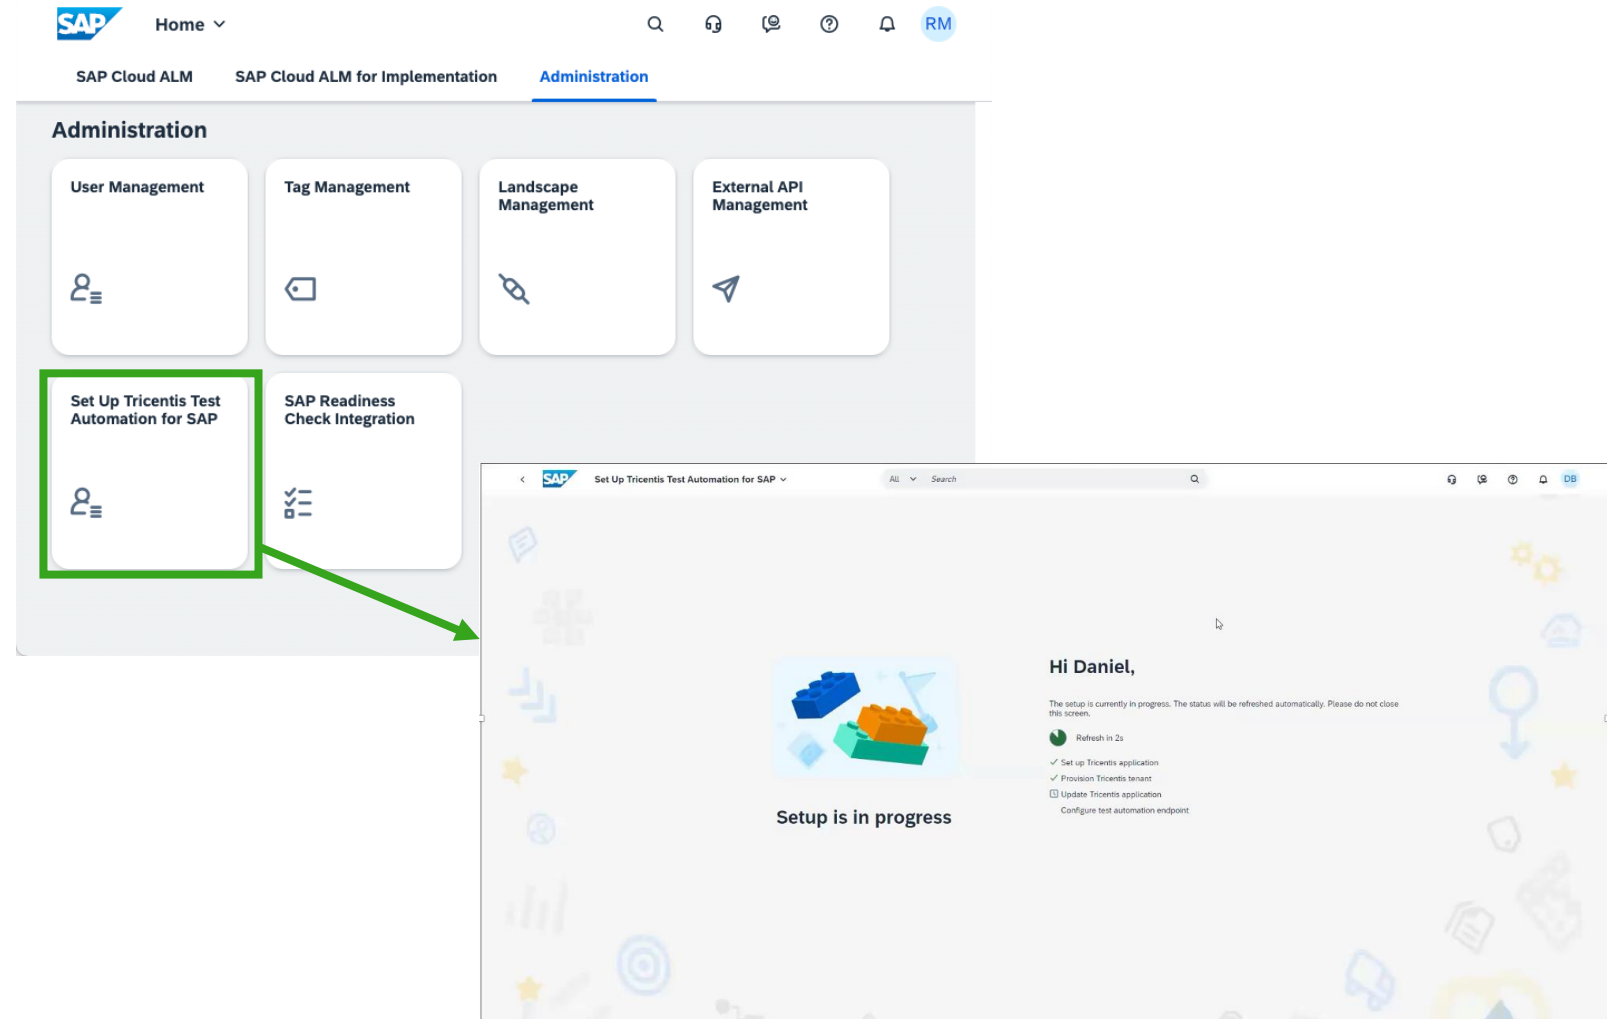 SAP
Home
RM
SAP Cloud ALM
SAP Cloud ALM for Implementation
Administration
Administration
User Management
Tag Management
Landscape
Management
External API
Management
Set Up Tricentis Test
Automation for SAP
SAP Readiness
Check Integration
SAP
Set Up Tricentis Test Automation for SAP
All
Search
DB
Hi Daniel,
The setup is currently in progress. The status will be refreshed automatically. Please do not close
this screen.
Refresh in 2s
Set up Tricentis application
Provision Tricentis tenant
Update Tricentis application
Configure test automation endpoint
Setup is in progress